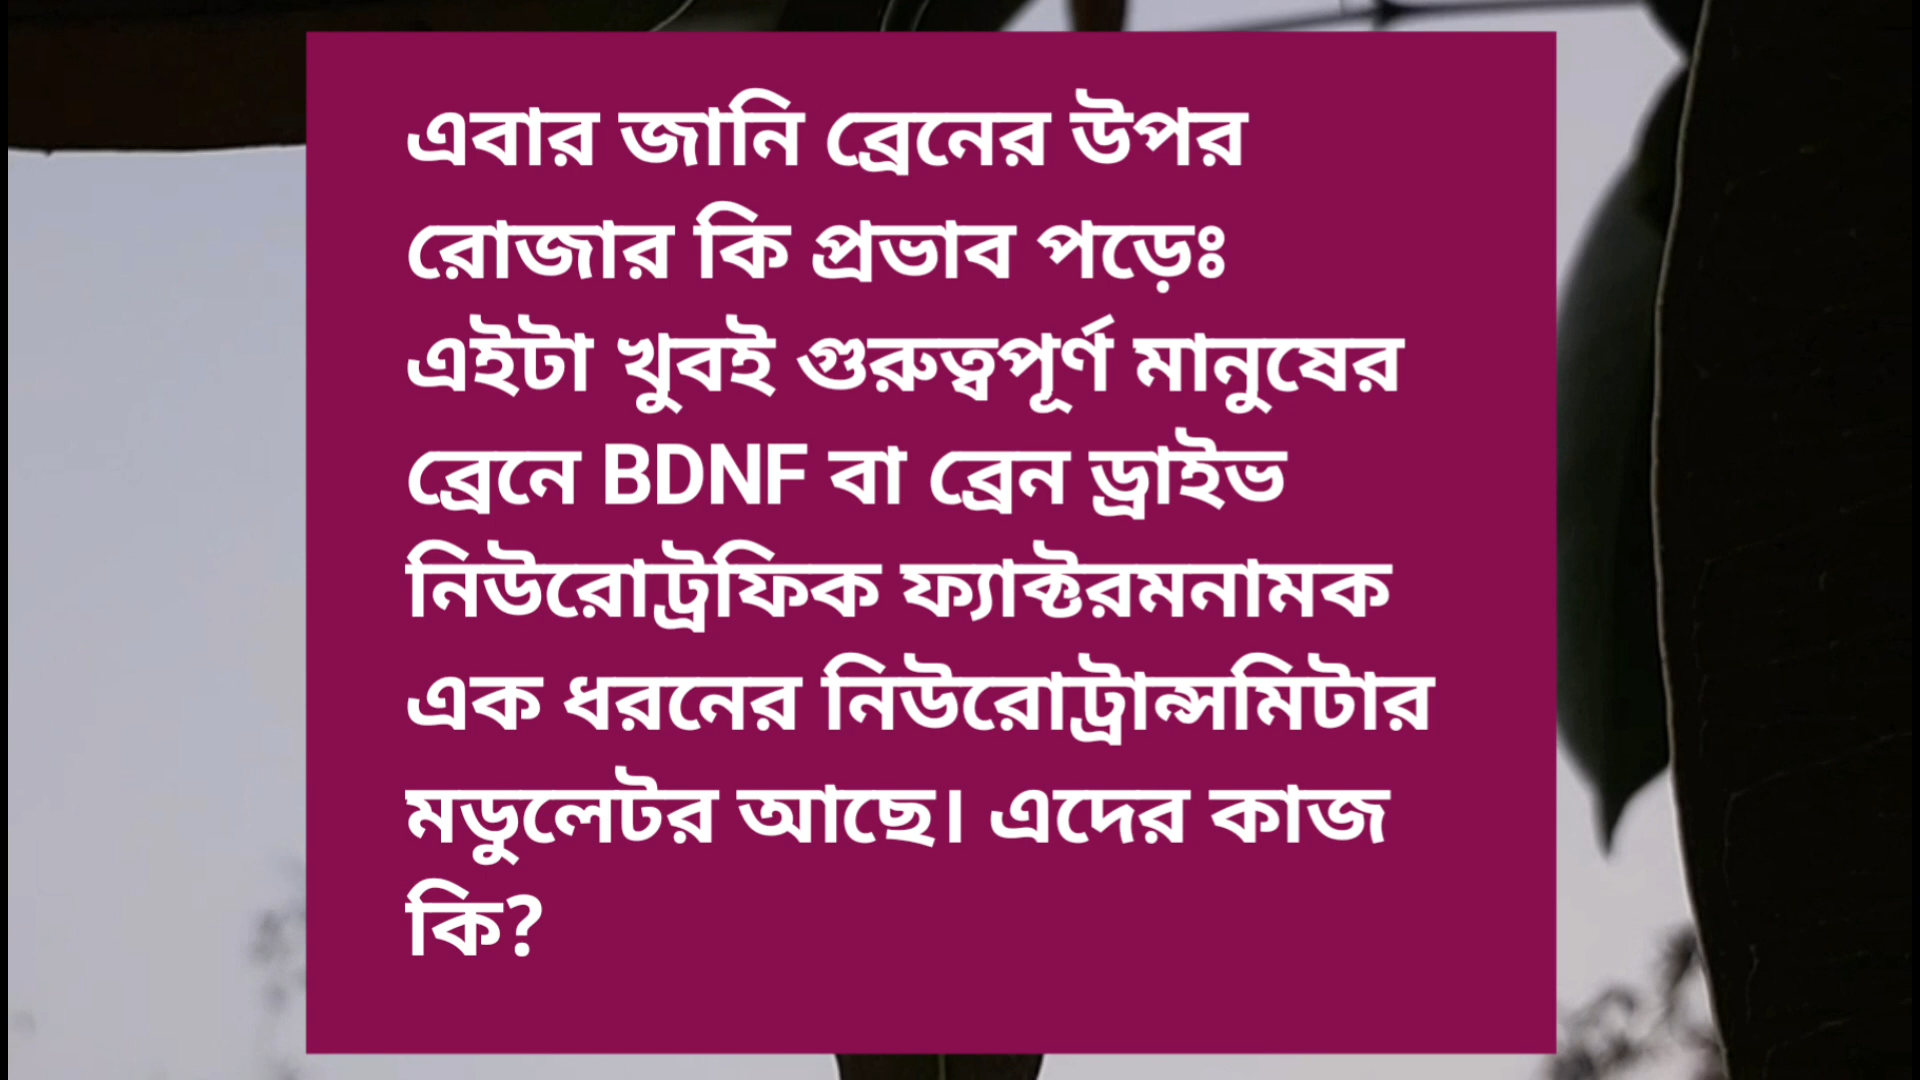 এবার জানি ব্রেনের উপর
রোজার কি প্রভাব পড়েঃ
এইটা খুবই গুরুত্বপূর্ণ মানুষের
ব্রেনে BDNF বা ব্রেন ড্রাইভ
নিউরোট্রফিক ফ্যাক্টরমনামক
এক ধরনের নিউরোট্রান্সমিটার
মডুলেটর আছে। এদের কাজ
কি?